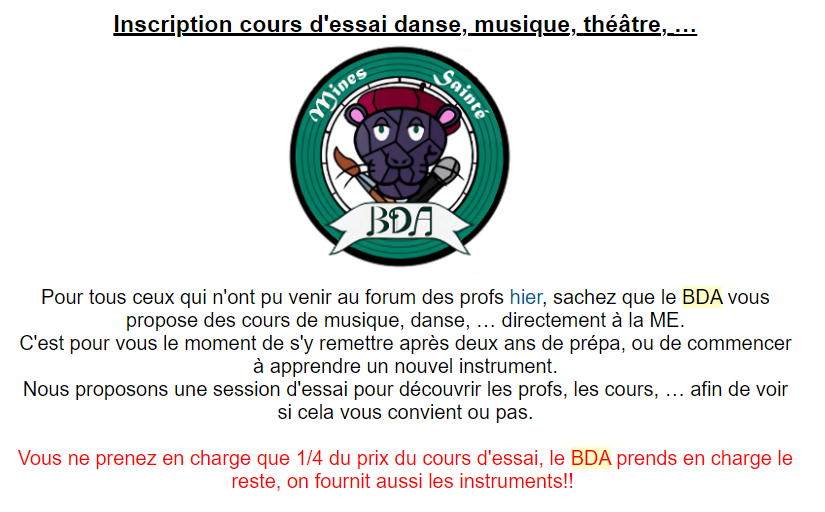 Inscription cours d'essai danse, musique, théâtre, …
Mines Sainté
BDA
Pour tous ceux qui n'ont pu venir au forum des profs hier, sachez que le BDA vous
propose des cours de musique, danse, … directement à la ME.
C'est pour vous le moment de s'y remettre après deux ans de prépa, ou de commencer
à apprendre un nouvel instrument.
Nous proposons une session d'essai pour découvrir les profs, les cours, … afin de voir
si cela vous convient ou pas.
Vous ne prenez en charge que 1/4 du prix du cours d'essai, le BDA prends en charge le
reste, on fournit aussi les instruments!!